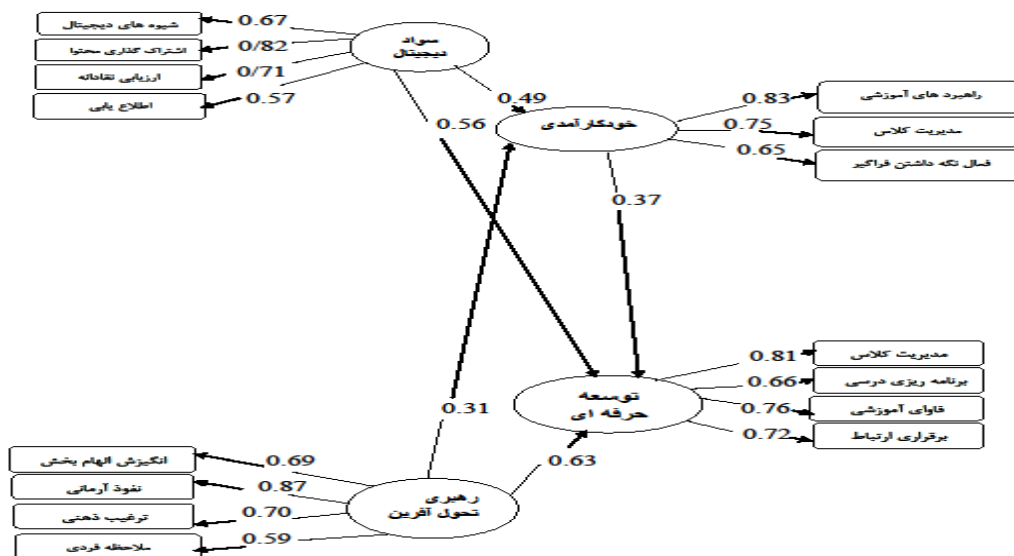 شیوه های دیجیتال
0.67
اشتراک گذاری محتوا
0/82
ارزیابی نقادانه
0/71
اطلاع یابی
0.57
سواد
دیجیتال
0.49
0.56
خودکارآمدی
0.83
راهبرد های آموزشی
0.75
مدیریت کلاس
0.65
فعال نگه داشتن فراگیر
0.37
0.31
توسعه
حرفه ای
0.81
مدیریت کلاس
0.66
برنامه ریزی درسی
0.76
فاوای آموزشی
0.72
برقراری ارتباط
0.63
انگیزش الهام بخش
0.69
نفوذ آرمانی
0.87
ترغیب ذهنی
0.70
ملاحظه فردی
0.59
رهبری
تحول آفرین